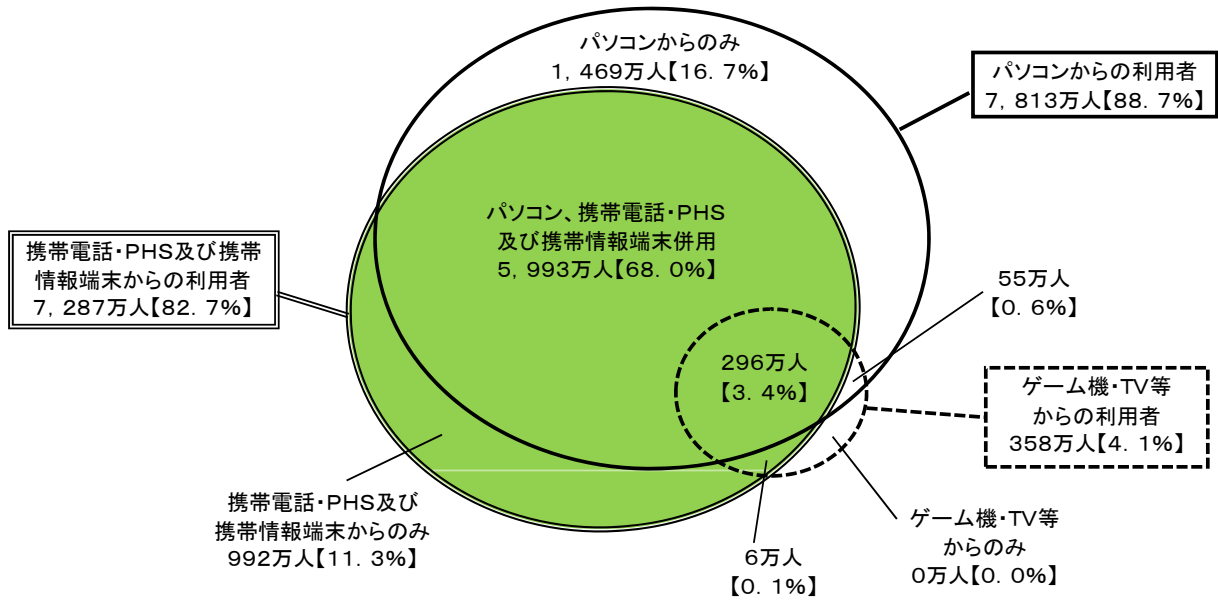 パソコンからのみ
1,469万人【16.7%】
パソコンからの利用者
7,813万人【88.7%】
パソコン、携帯電話・PHS
及び携帯情報端末併用
5,993万人【68.0%】
携帯電話・PHS及び携帯
情報端末からの利用者
7,287万人【82.7%】
55万人
【0.6%】
296万人
【3.4%】
ゲーム機・TV等
からの利用者
358万人【4.1%】
携帯電話・PHS及び
携帯情報端末からのみ
992万人【11.3%】
6万人
【0.1%】
ゲーム機・TV等
からのみ
0万人【0.0%】